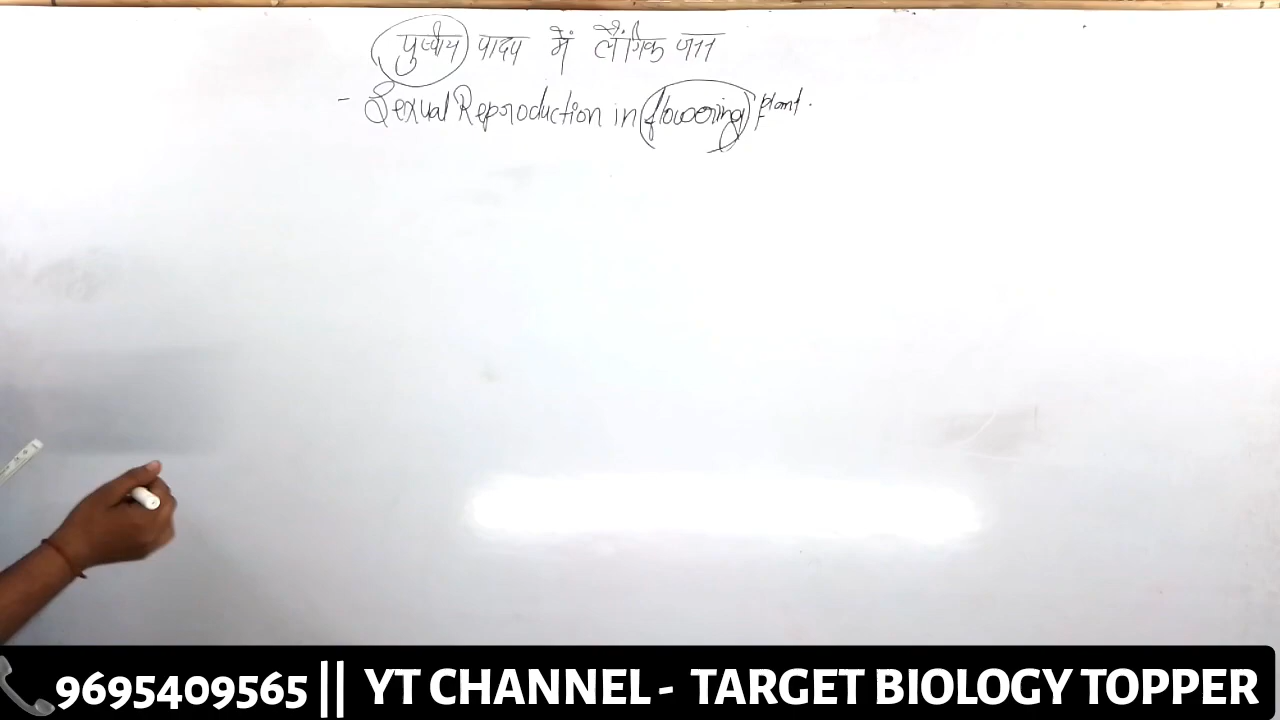 पुष्पीय पादप में लैंगिक जनन
- Sexual Reproduction in flowering plant.
9695409565 || YT CHANNEL - TARGET BIOLOGY TOPPER